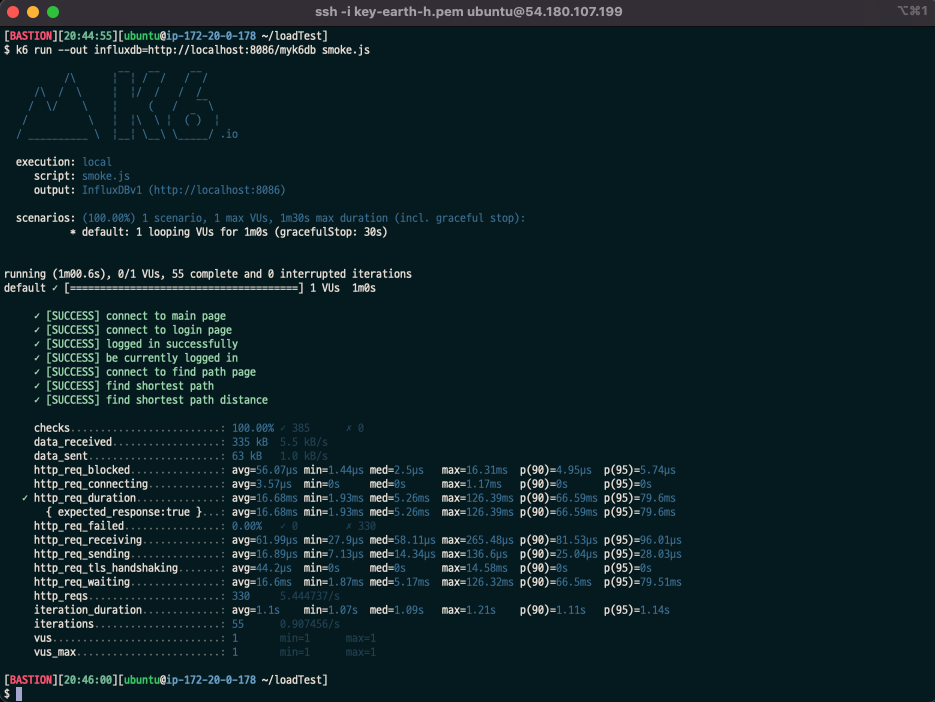 ssh -i key-earth-h.pem ubuntu@54.180.107.199
⌥⌘1
[BASTION][20:44:55][ubuntu@ip-172-20-0-178 ~/loadTest]
$ k6 run --out influxdb=http://localhost:8086/myk6db smoke.js
          /\      |‾‾| /‾‾/   /‾‾/
     /\  /  \     |  |/  /   /  /
    /  \/    \    |     (   /   ‾‾\
   /          \   |  |\  \ |  (‾)  |
  / __________ \  |__| \__\ \_____/ .io
execution: local
script: smoke.js
output: InfluxDBv1 (http://localhost:8086)
scenarios: (100.00%) 1 scenario, 1 max VUs, 1m30s max duration (incl. graceful stop):
* default: 1 looping VUs for 1m0s (gracefulStop: 30s)
running (1m00.6s), 0/1 VUs, 55 complete and 0 interrupted iterations
default ✓ [======================================] 1 VUs  1m0s
✓ [SUCCESS] connect to main page
✓ [SUCCESS] connect to login page
✓ [SUCCESS] logged in successfully
✓ [SUCCESS] be currently logged in
✓ [SUCCESS] connect to find path page
✓ [SUCCESS] find shortest path
✓ [SUCCESS] find shortest path distance
checks.........................: 100.00% ✓ 385      ✗ 0
data_received..................: 335 kB  5.5 kB/s
data_sent......................: 63 kB   1.0 kB/s
http_req_blocked...............: avg=56.07µs min=1.44µs med=2.5µs   max=16.31ms  p(90)=4.95µs  p(95)=5.74µs
http_req_connecting............: avg=3.57µs  min=0s     med=0s      max=1.17ms   p(90)=0s      p(95)=0s
✓ http_req_duration..............: avg=16.68ms min=1.93ms med=5.26ms  max=126.39ms p(90)=66.59ms p(95)=79.6ms
{ expected_response:true }...: avg=16.68ms min=1.93ms med=5.26ms  max=126.39ms p(90)=66.59ms p(95)=79.6ms
http_req_failed................: 0.00%   ✓ 0        ✗ 330
http_req_receiving.............: avg=61.99µs min=27.9µs med=58.11µs max=265.48µs p(90)=81.53µs p(95)=96.01µs
http_req_sending...............: avg=16.89µs min=7.13µs med=14.34µs max=136.6µs  p(90)=25.04µs p(95)=28.03µs
http_req_tls_handshaking.......: avg=44.2µs  min=0s     med=0s      max=14.58ms  p(90)=0s      p(95)=0s
http_req_waiting...............: avg=16.6ms  min=1.87ms med=5.17ms  max=126.32ms p(90)=66.5ms  p(95)=79.51ms
http_reqs......................: 330     5.444737/s
iteration_duration.............: avg=1.1s    min=1.07s  med=1.09s   max=1.21s    p(90)=1.11s   p(95)=1.14s
iterations.....................: 55      0.907456/s
vus............................: 1       min=1      max=1
vus_max........................: 1       min=1      max=1
[BASTION][20:46:00][ubuntu@ip-172-20-0-178 ~/loadTest]
$